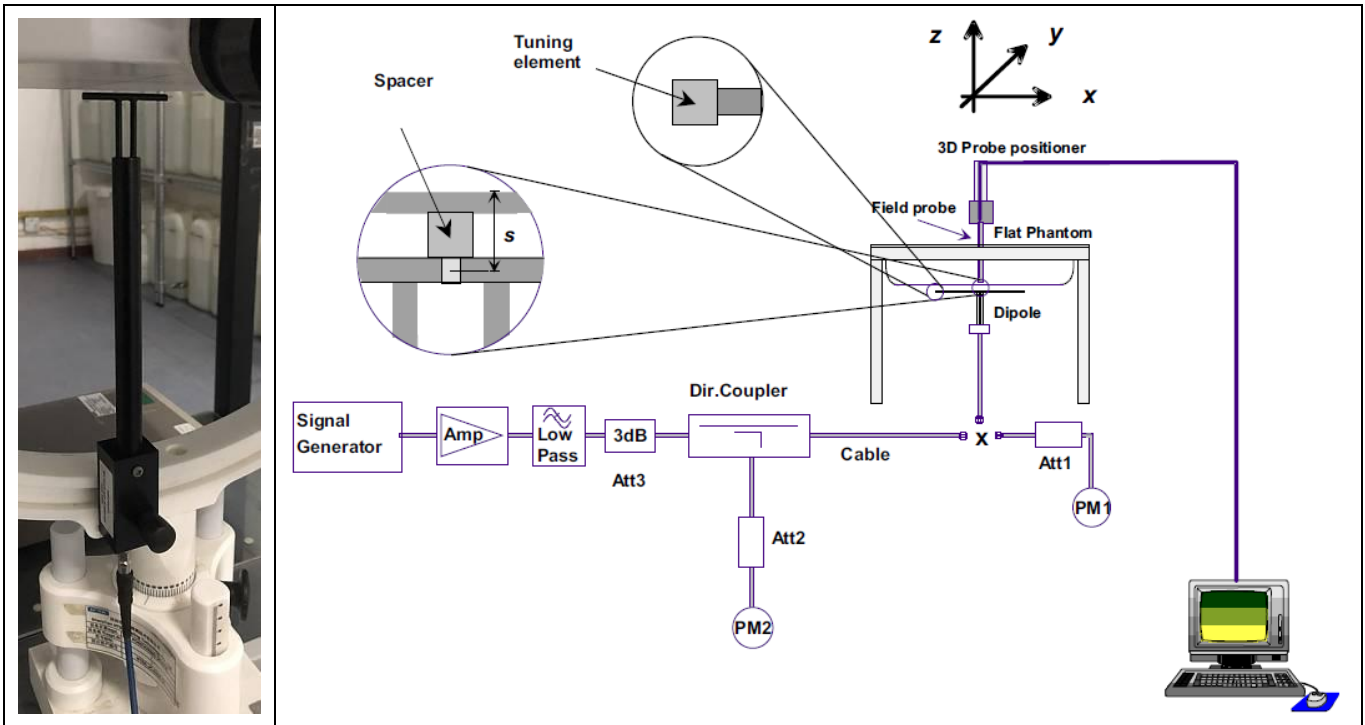 z
y
x
Tuning
element
Spacer
3D Probe positioner
Field probe
s
Flat Phantom
Dipole
Dir.Coupler
Signal
Generator
Amp
Low
Pass
3dB
Att3
Cable
x
Att1
PM1
Att2
PM2